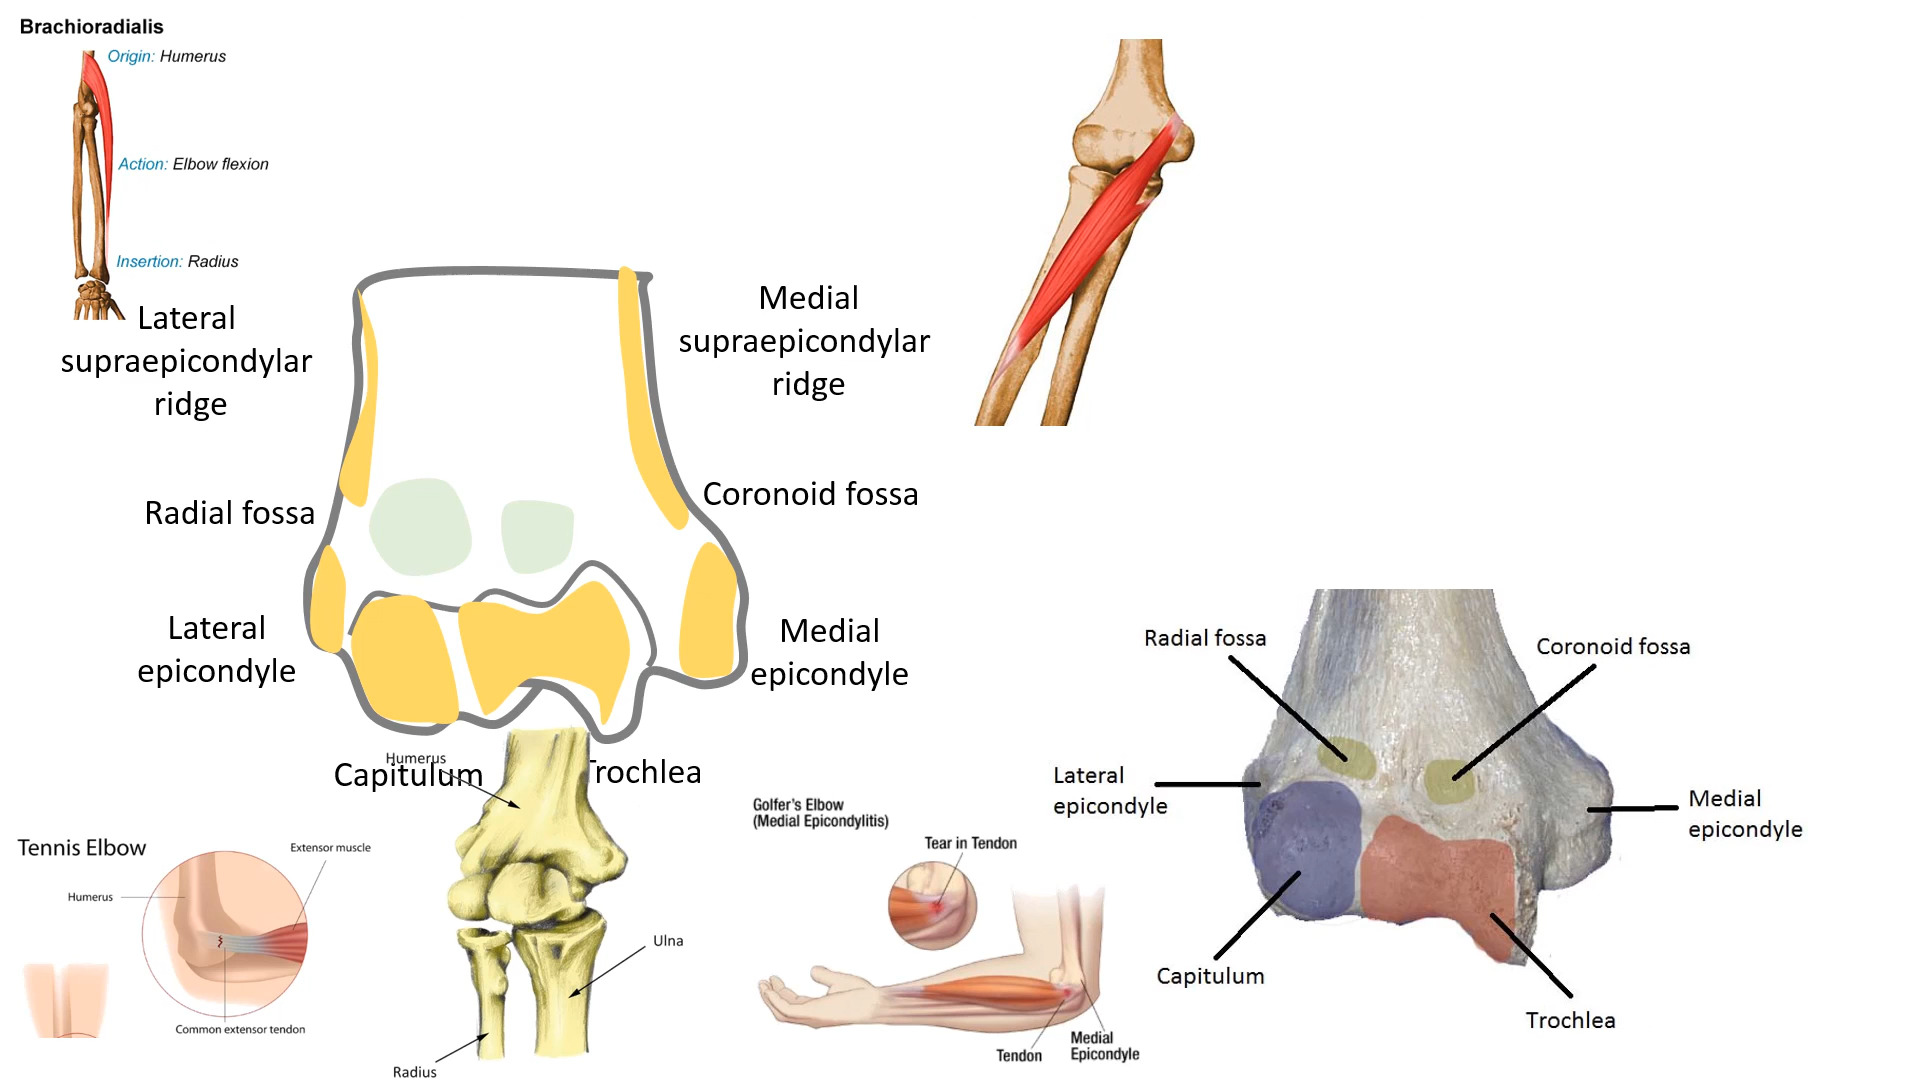 Brachioradialis
Origin: Humerus
Action: Elbow flexion
Insertion: Radius
Lateral
supraepicondylar
ridge
Medial
supraepicondylar
ridge
Radial fossa
Coronoid fossa
Lateral
epicondyle
Medial
epicondyle
Capitulum
Trochlea
Humerus
Ulna
Radius
Tennis Elbow
Extensor muscle
Humerus
Common extensor tendon
Golfer's Elbow
(Medial Epicondylitis)
Tear in Tendon
Tendon
Medial
Epicondyle
Radial fossa
Coronoid fossa
Lateral
epicondyle
Medial
epicondyle
Capitulum
Trochlea